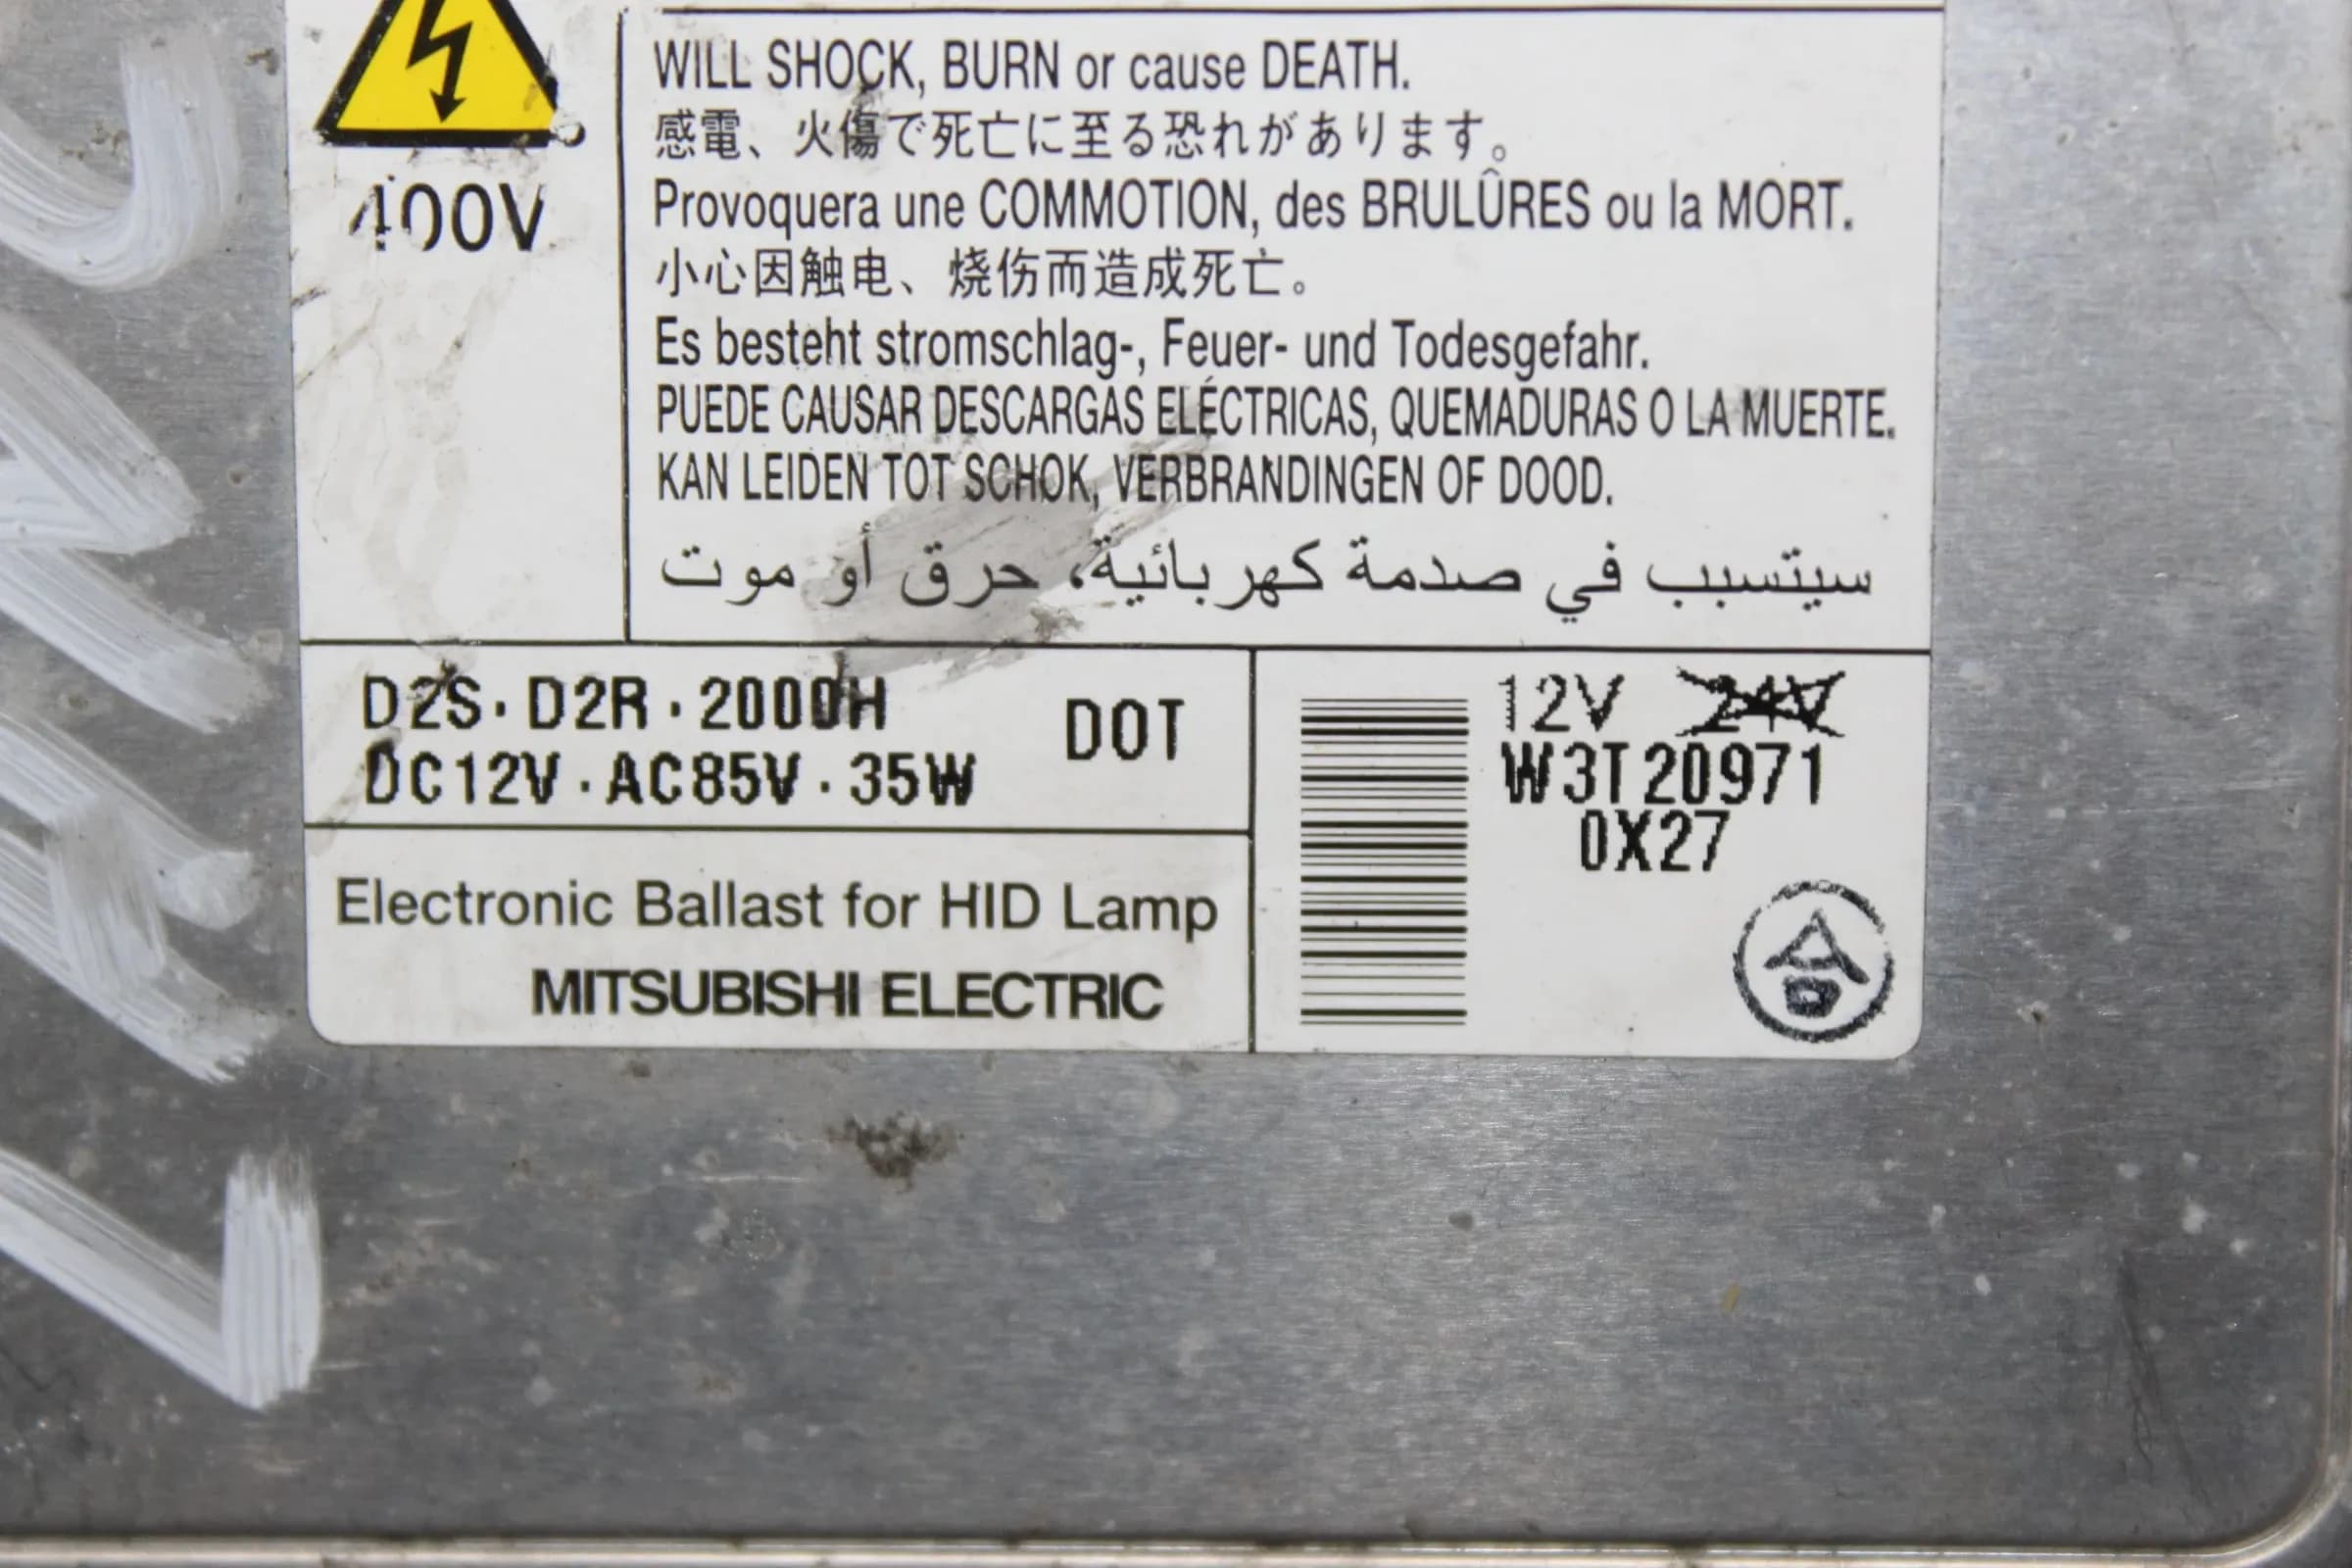 WILL SHOCK, BURN or cause DEATH.
感電、火傷で死亡に至る恐れがあります。
400V
Provoquera une COMMOTION, des BRULÛRES ou la MORT.
小心因触电、烧伤而造成死亡。
Es besteht stromschlag-, Feuer- und Todesgefahr.
PUEDE CAUSAR DESCARGAS ELÉCTRICAS, QUEMADURAS O LA MUERTE.
KAN LEIDEN TOT SCHOK, VERBRANDINGEN OF DOOD.
سيتسبب في صدمة كهربائية، حرق أو موت
D2S · D2R · 2000H
DC12V · AC85V · 35W
DOT
12V 24V
W3T20971
0X27
合
Electronic Ballast for HID Lamp
MITSUBISHI ELECTRIC